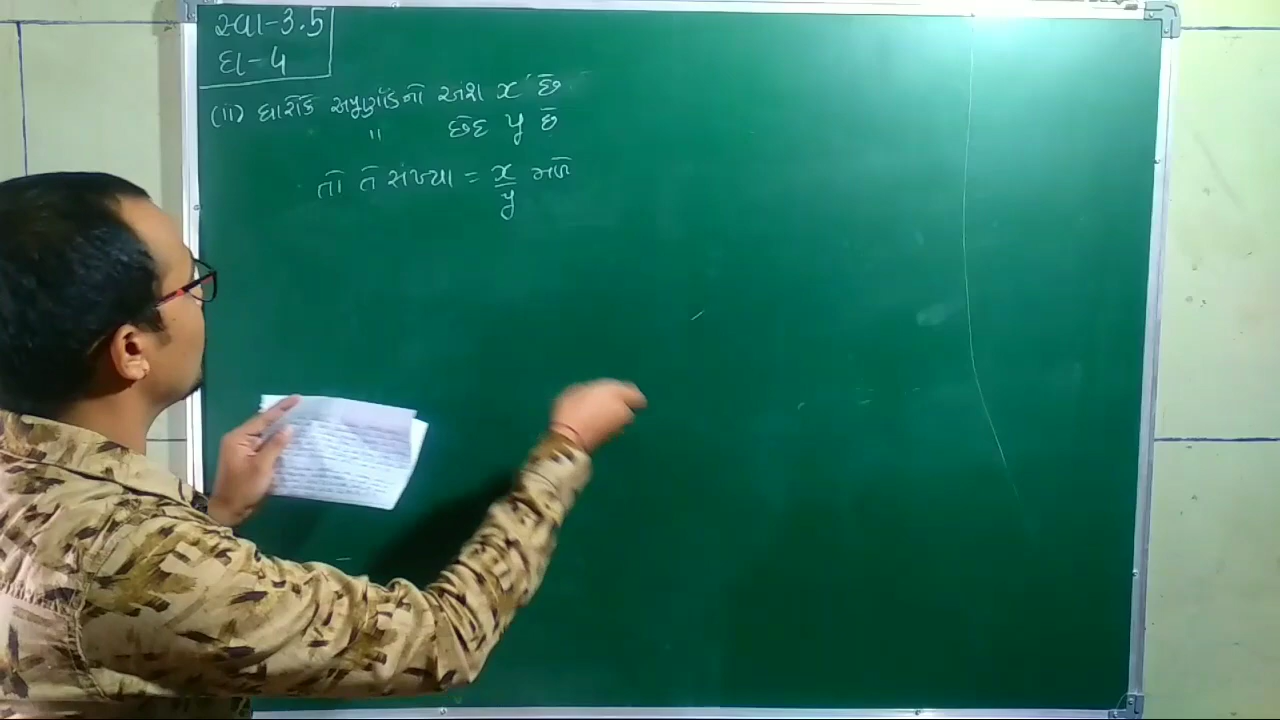 સ્વા-3.5
દા-4
(ii) ધારોકે અપૂર્ણાંકનો અંશ x છે
" છેદ y છે
તો તે સંખ્યા = x/y મળે